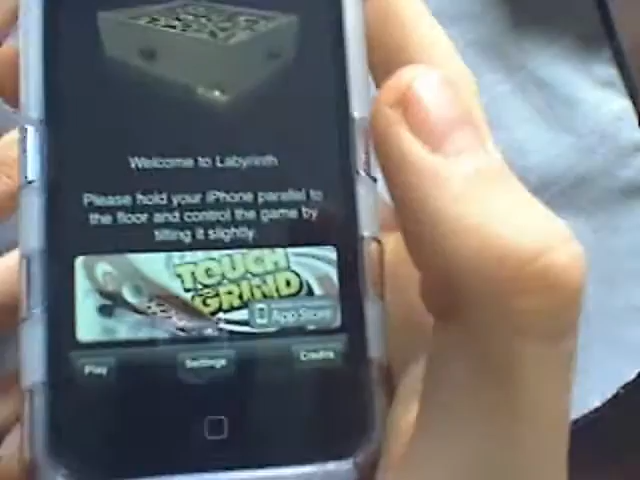 Welcome to Labyrinth
Please hold your iPhone parallel to
the floor and control the game by
tilting it slightly.
TOUCH
GRIND
App Store
Play
Settings
Credits